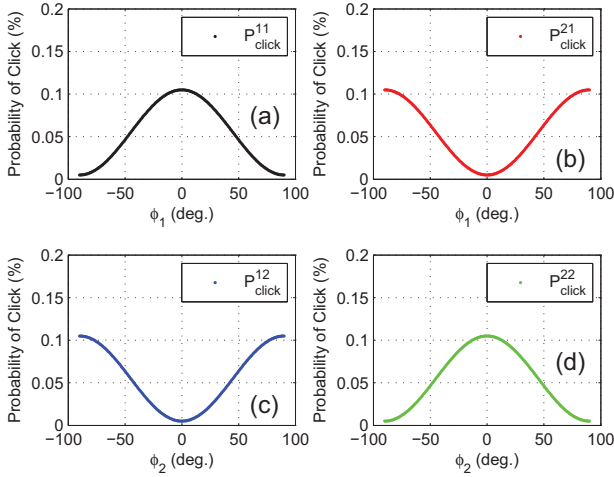 Probability of Click (%)
0.2
0.15
0.1
0.05
0
P11click
(a)
−100 −50 0 50 100
ϕ1 (deg.)
Probability of Click (%)
0.2
0.15
0.1
0.05
0
P21click
(b)
−100 −50 0 50 100
ϕ1 (deg.)
Probability of Click (%)
0.2
0.15
0.1
0.05
0
P12click
(c)
−100 −50 0 50 100
ϕ2 (deg.)
Probability of Click (%)
0.2
0.15
0.1
0.05
0
P22click
(d)
−100 −50 0 50 100
ϕ2 (deg.)